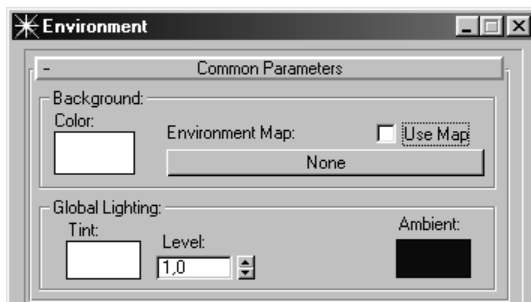 Environment
- Common Parameters
Background:
Color:
Environment Map: Use Map
None
Global Lighting:
Tint:
Level:
Ambient:
1,0